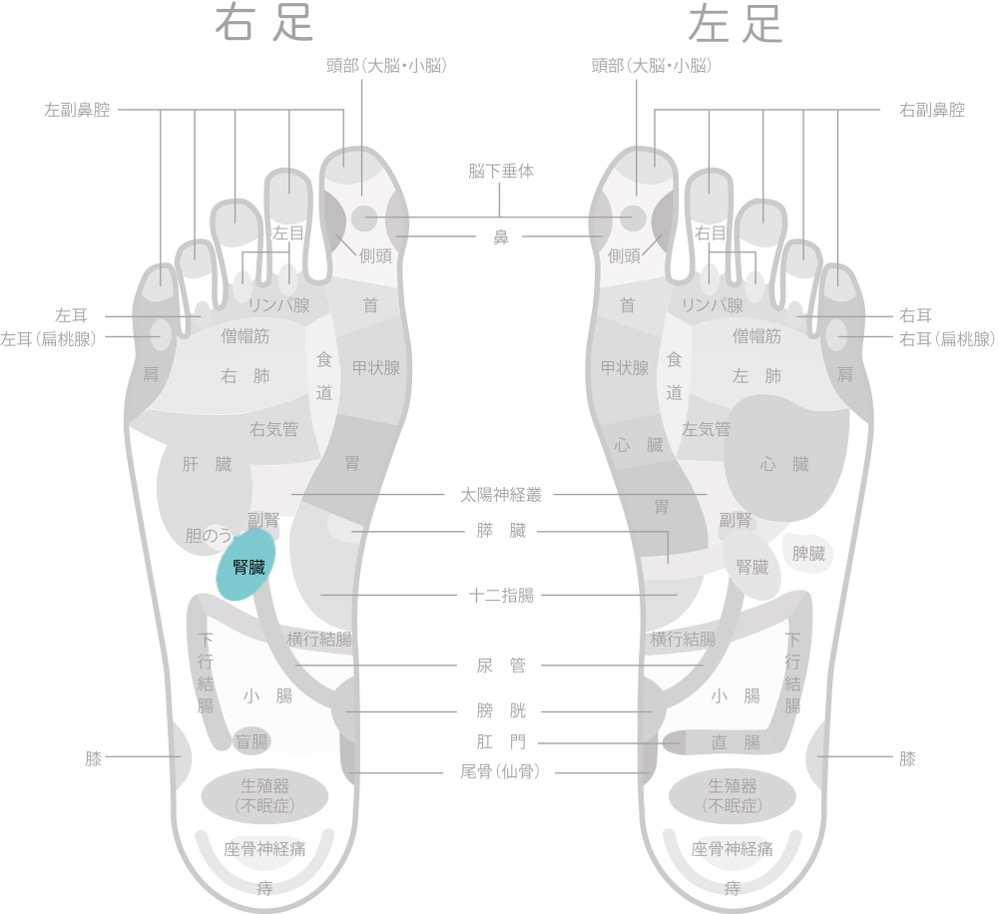 右足
左足
頭部（大脳・小脳）
頭部（大脳・小脳）
左副鼻腔
右副鼻腔
脳下垂体
左目
鼻
右目
側頭
側頭
左耳
リンパ腺
首
首
リンパ腺
右耳
左耳（扁桃腺）
僧帽筋
僧帽筋
右耳（扁桃腺）
肩
右肺
食道
甲状腺
甲状腺
食道
左肺
肩
右気管
左気管
心臓
肝臓
胃
心臓
太陽神経叢
胃
副腎
副腎
胆のう
膵臓
脾臓
腎臓
腎臓
十二指腸
下行結腸
横行結腸
横行結腸
下行結腸
尿管
小腸
小腸
膀胱
盲腸
肛門
直腸
膝
膝
尾骨（仙骨）
生殖器
（不眠症）
生殖器
（不眠症）
座骨神経痛
座骨神経痛
痔
痔